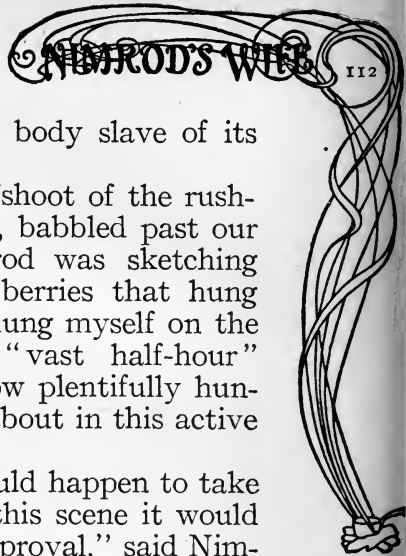 NIMROD'S WIFE 112
body slave of its
shoot of the rush-
, babbled past our
rod was sketching
berries that hung
lung myself on the
"vast half-hour"
ow plentifully hun-
bout in this active
uld happen to take
this scene it would
proval," said Nim-